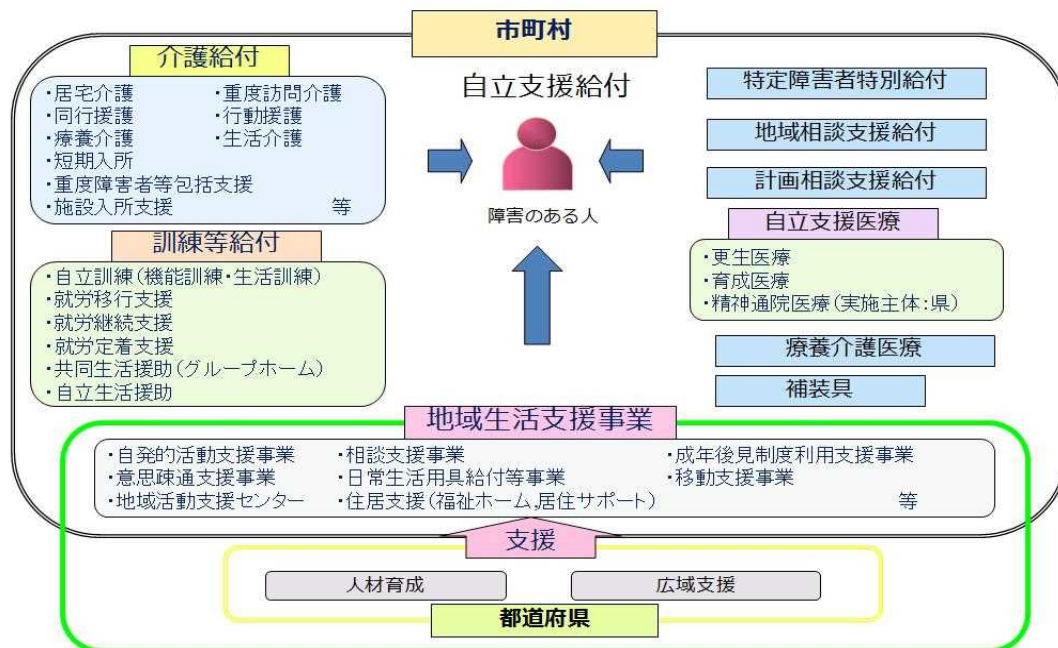 市町村
介護給付
・居宅介護 ・重度訪問介護
・同行援護 ・行動援護
・療養介護 ・生活介護
・短期入所
・重度障害者等包括支援
・施設入所支援 等
訓練等給付
・自立訓練(機能訓練・生活訓練)
・就労移行支援
・就労継続支援
・就労定着支援
・共同生活援助(グループホーム)
・自立生活援助
自立支援給付
障害のある人
特定障害者特別給付
地域相談支援給付
計画相談支援給付
自立支援医療
・更生医療
・育成医療
・精神通院医療(実施主体:県)
療養介護医療
補装具
地域生活支援事業
・自発的活動支援事業 ・相談支援事業 ・成年後見制度利用支援事業
・意思疎通支援事業 ・日常生活用具給付等事業 ・移動支援事業
・地域活動支援センター ・住居支援(福祉ホーム,居住サポート) 等
支援
人材育成 広域支援
都道府県